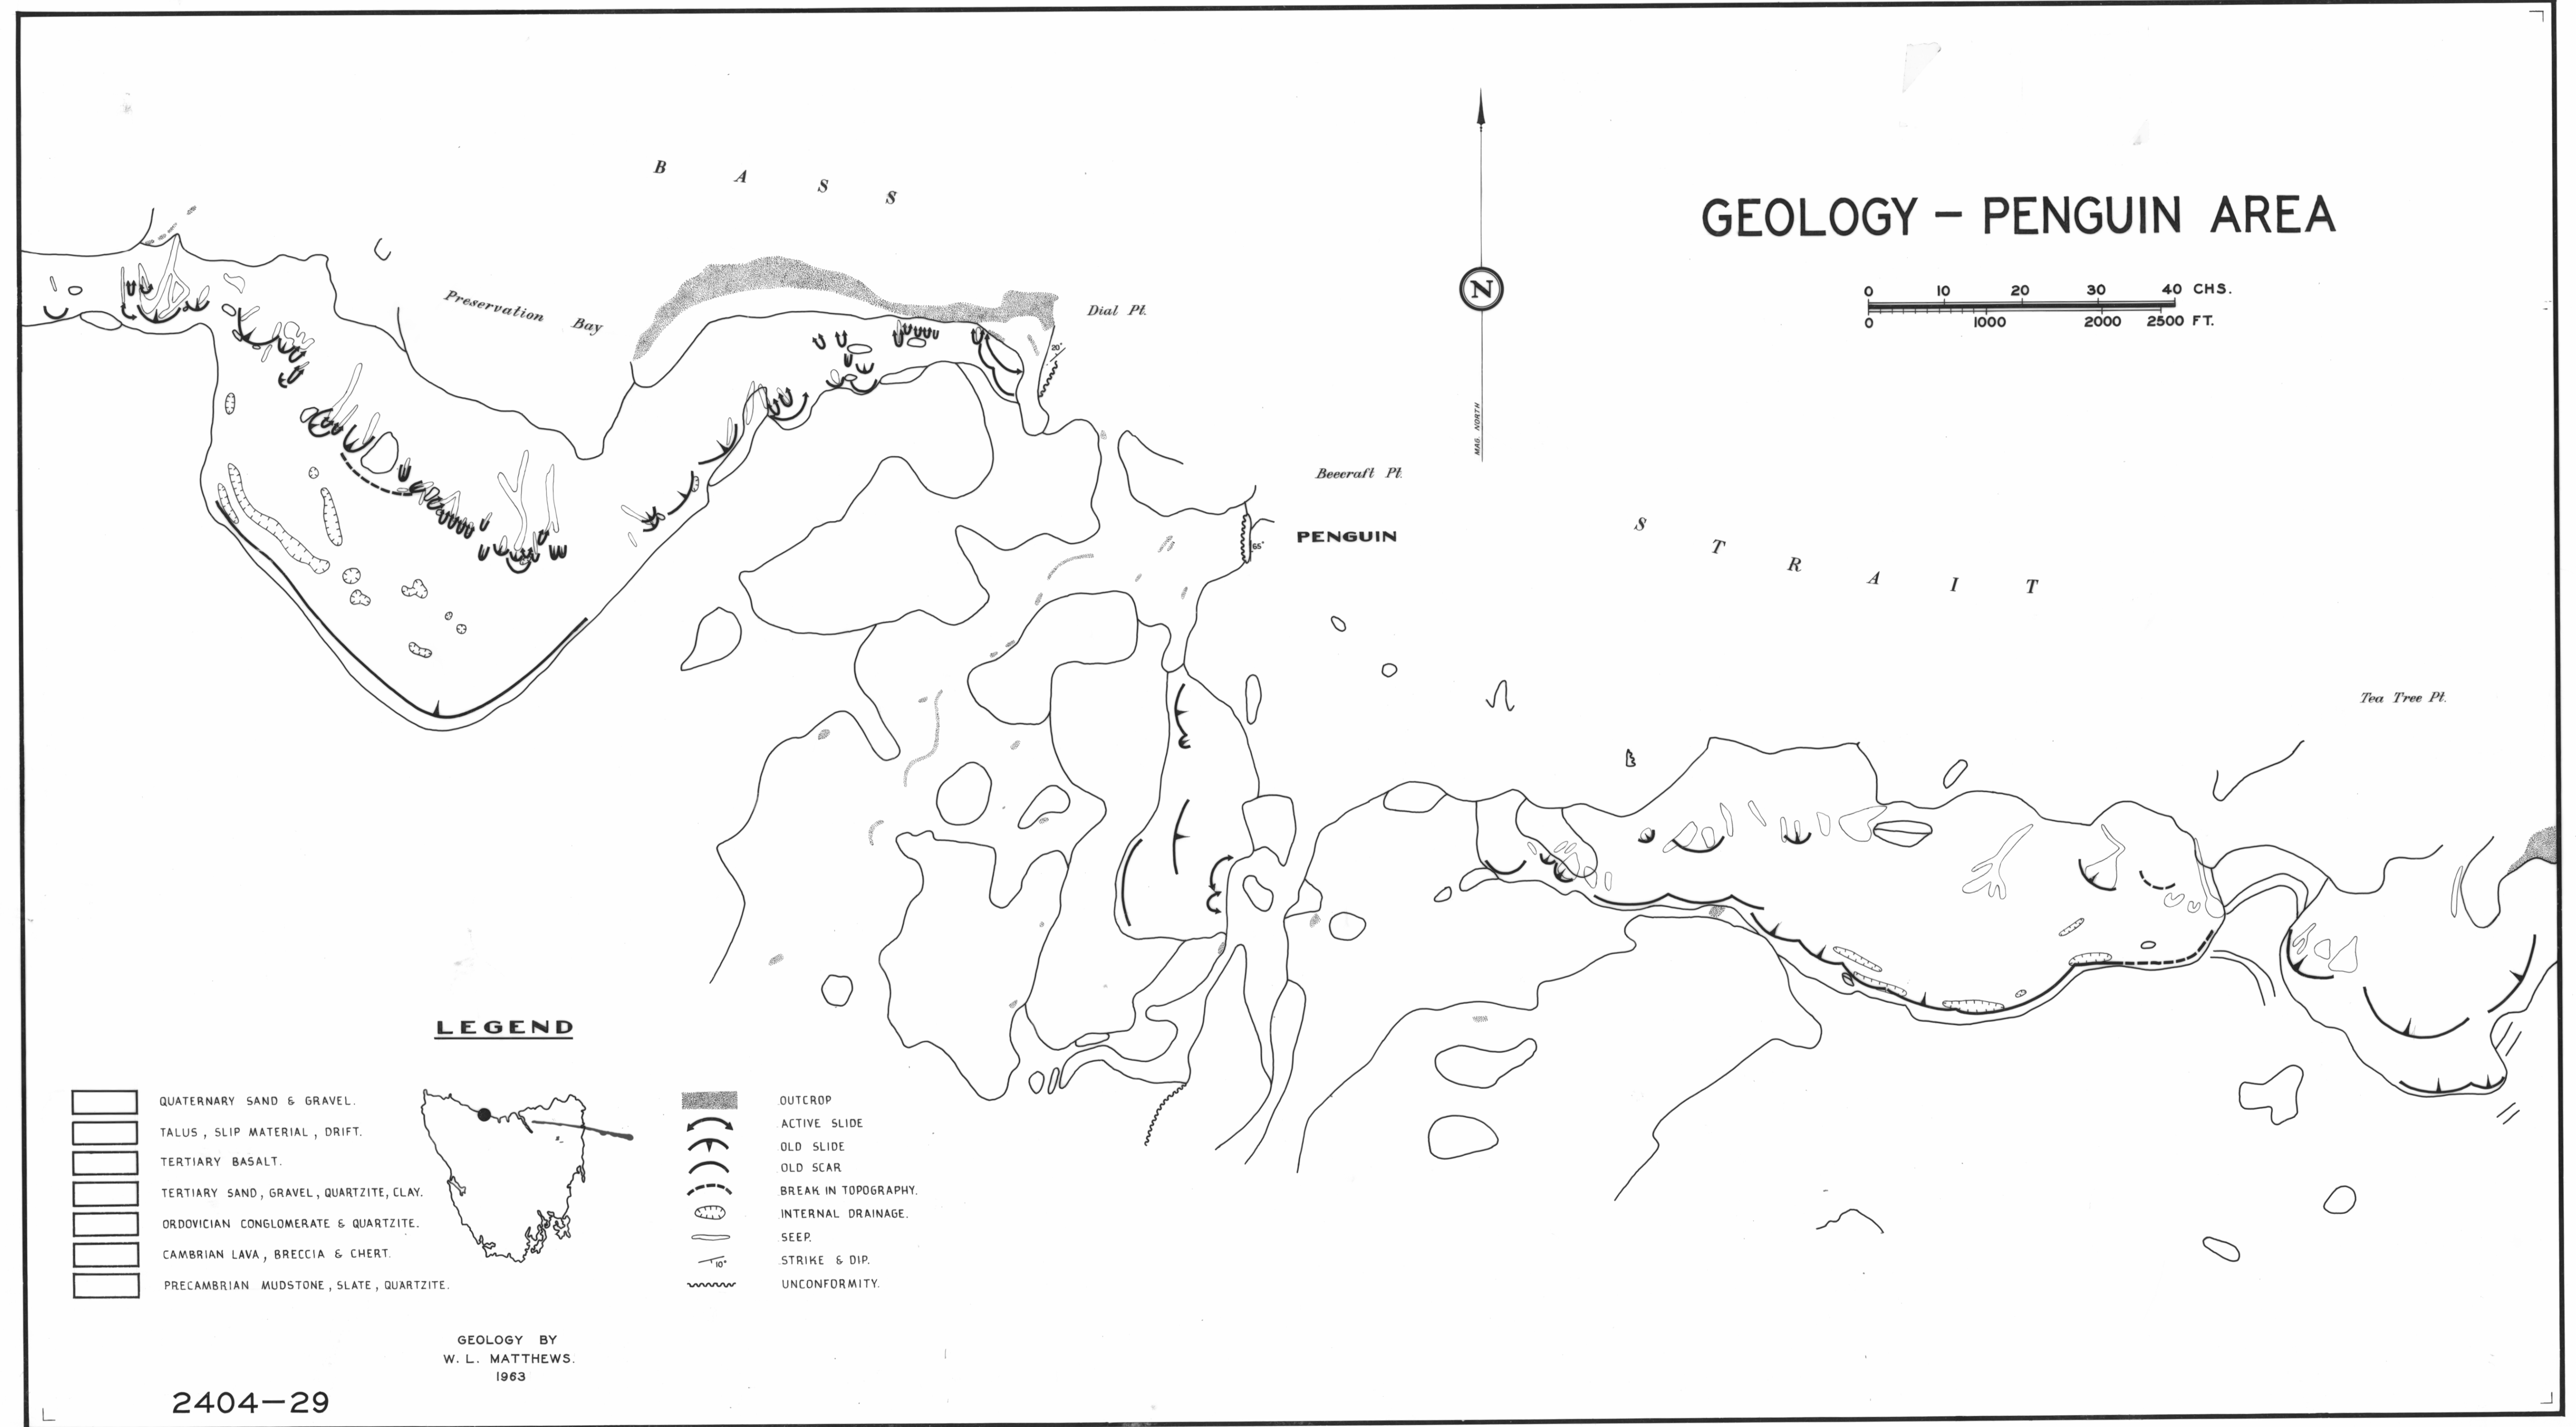 GEOLOGY – PENGUIN AREA
0 10 20 30 40 CHS.
0 1000 2000 2500 FT.
N
MAG. NORTH
B A S S
S T R A I T
Preservation Bay
Dial Pt.
20°
Beecraft Pt.
PENGUIN
65°
Tea Tree Pt.
LEGEND
QUATERNARY SAND & GRAVEL.
TALUS, SLIP MATERIAL, DRIFT.
TERTIARY BASALT.
TERTIARY SAND, GRAVEL, QUARTZITE, CLAY.
ORDOVICIAN CONGLOMERATE & QUARTZITE.
CAMBRIAN LAVA, BRECCIA & CHERT.
PRECAMBRIAN MUDSTONE, SLATE, QUARTZITE.
OUTCROP
ACTIVE SLIDE
OLD SLIDE
OLD SCAR
BREAK IN TOPOGRAPHY.
INTERNAL DRAINAGE.
SEEP.
10° STRIKE & DIP.
UNCONFORMITY.
GEOLOGY BY
W. L. MATTHEWS.
1963
2404–29